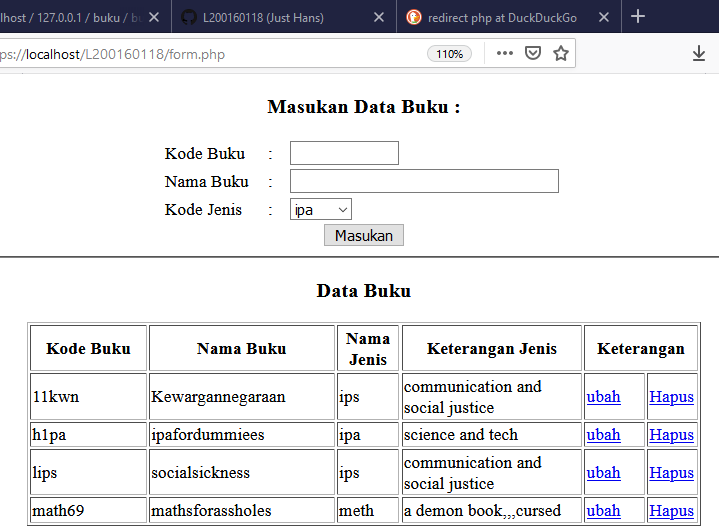 lhost / 127.0.0.1 / buku / bu
L200160118 (Just Hans)
redirect php at DuckDuckGo
ps://localhost/L200160118/form.php
110%
Masukan Data Buku :
Kode Buku :
Nama Buku :
Kode Jenis : ipa
Masukan
Data Buku
Kode Buku Nama Buku Nama Jenis Keterangan Jenis Keterangan
11kwn Kewargannegaraan ips communication and social justice ubah Hapus
h1pa ipafordummiees ipa science and tech ubah Hapus
lips socialsickness ips communication and social justice ubah Hapus
math69 mathsforassholes meth a demon book,,,cursed ubah Hapus